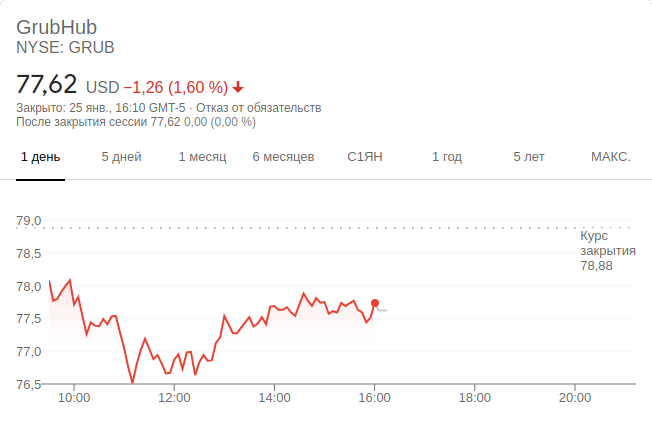 GrubHub
NYSE: GRUB
77,62 USD −1,26 (1,60 %)
Закрыто: 25 янв., 16:10 GMT-5 · Отказ от обязательств
После закрытия сессии 77,62 0,00 (0,00 %)
1 день 5 дней 1 месяц 6 месяцев С1ЯН 1 год 5 лет МАКС.
79,0
Курс
закрытия
78,88
78,5
78,0
77,5
77,0
76,5
10:00 12:00 14:00 16:00 18:00 20:00